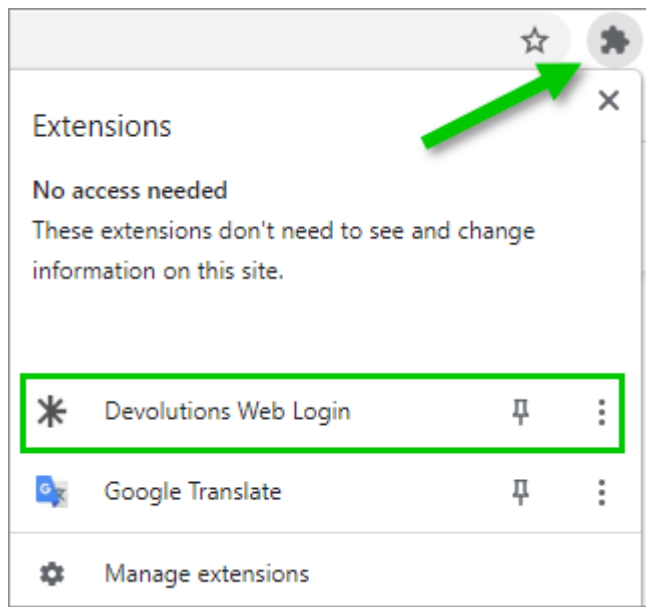 Extensions
No access needed
These extensions don't need to see and change
information on this site.
Devolutions Web Login
Google Translate
Manage extensions